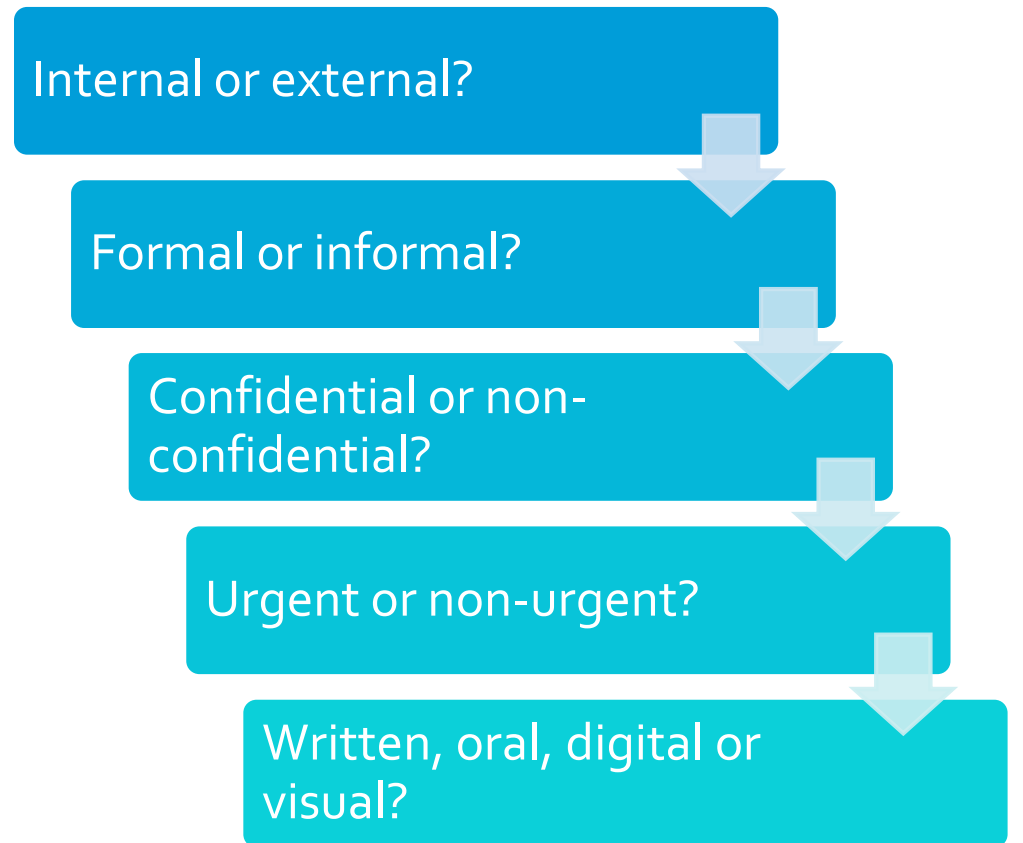 Internal or external?
Formal or informal?
Confidential or non-
confidential?
Urgent or non-urgent?
Written, oral, digital or
visual?